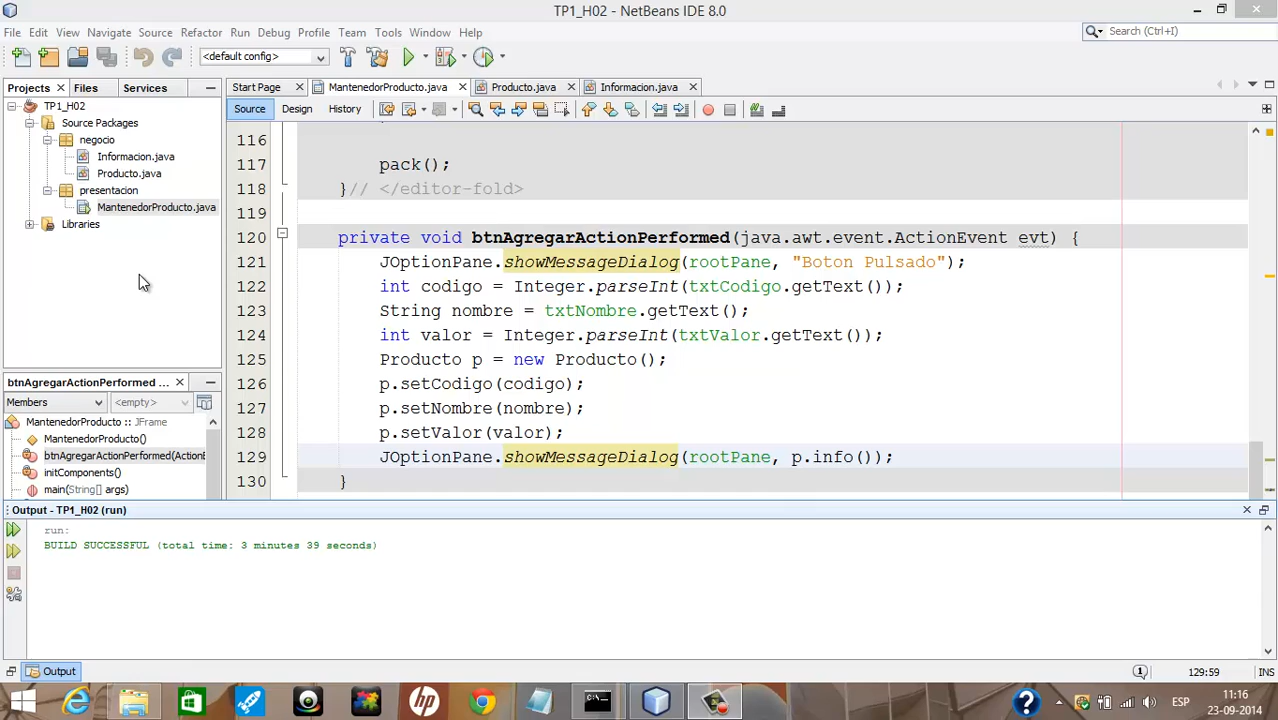 TP1_H02 - NetBeans IDE 8.0
File Edit View Navigate Source Refactor Run Debug Profile Team Tools Window Help
Search (Ctrl+I)
<default config>
Projects Files Services
Start Page MantenedorProducto.java Producto.java Informacion.java
Source Design History
TP1_H02
Source Packages
negocio
Informacion.java
Producto.java
presentacion
MantenedorProducto.java
Libraries
116
117 pack();
118 }// </editor-fold>
119
120 private void btnAgregarActionPerformed(java.awt.event.ActionEvent evt) {
121 JOptionPane.showMessageDialog(rootPane, "Boton Pulsado");
122 int codigo = Integer.parseInt(txtCodigo.getText());
123 String nombre = txtNombre.getText();
124 int valor = Integer.parseInt(txtValor.getText());
125 Producto p = new Producto();
126 p.setCodigo(codigo);
127 p.setNombre(nombre);
128 p.setValor(valor);
129 JOptionPane.showMessageDialog(rootPane, p.info());
130 }
btnAgregarActionPerformed ...
Members <empty>
MantenedorProducto :: JFrame
MantenedorProducto()
btnAgregarActionPerformed(ActionE
initComponents()
main(String[] args)
Output - TP1_H02 (run)
run:
BUILD SUCCESSFUL (total time: 3 minutes 39 seconds)
Output
1
129:59 INS
hp
C:\.
ESP
11:16
23-09-2014